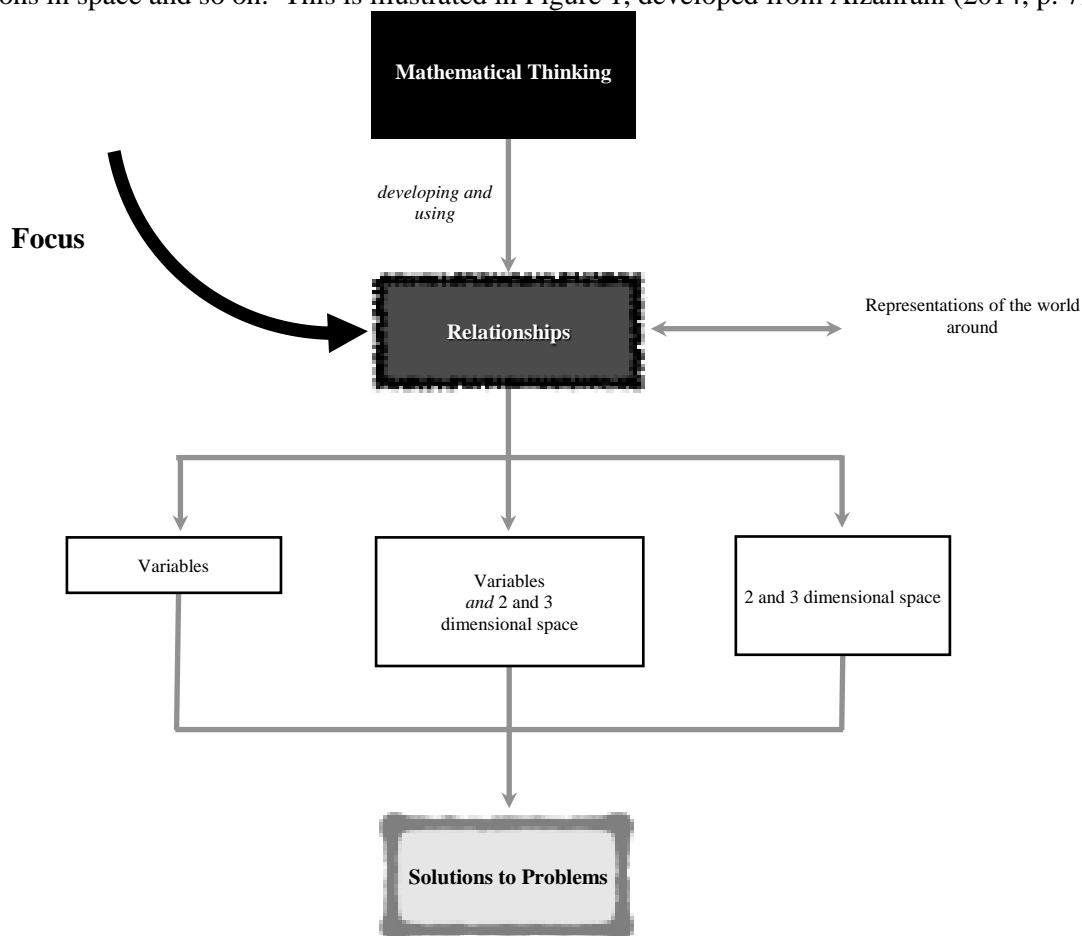 ons in space and so on. This is illustrated in Figure 1, developed from Alzahrani (2014, p. 7
Mathematical Thinking
developing and
using
Focus
Relationships
Representations of the world
around
Variables
Variables
and 2 and 3
dimensional space
2 and 3 dimensional space
Solutions to Problems